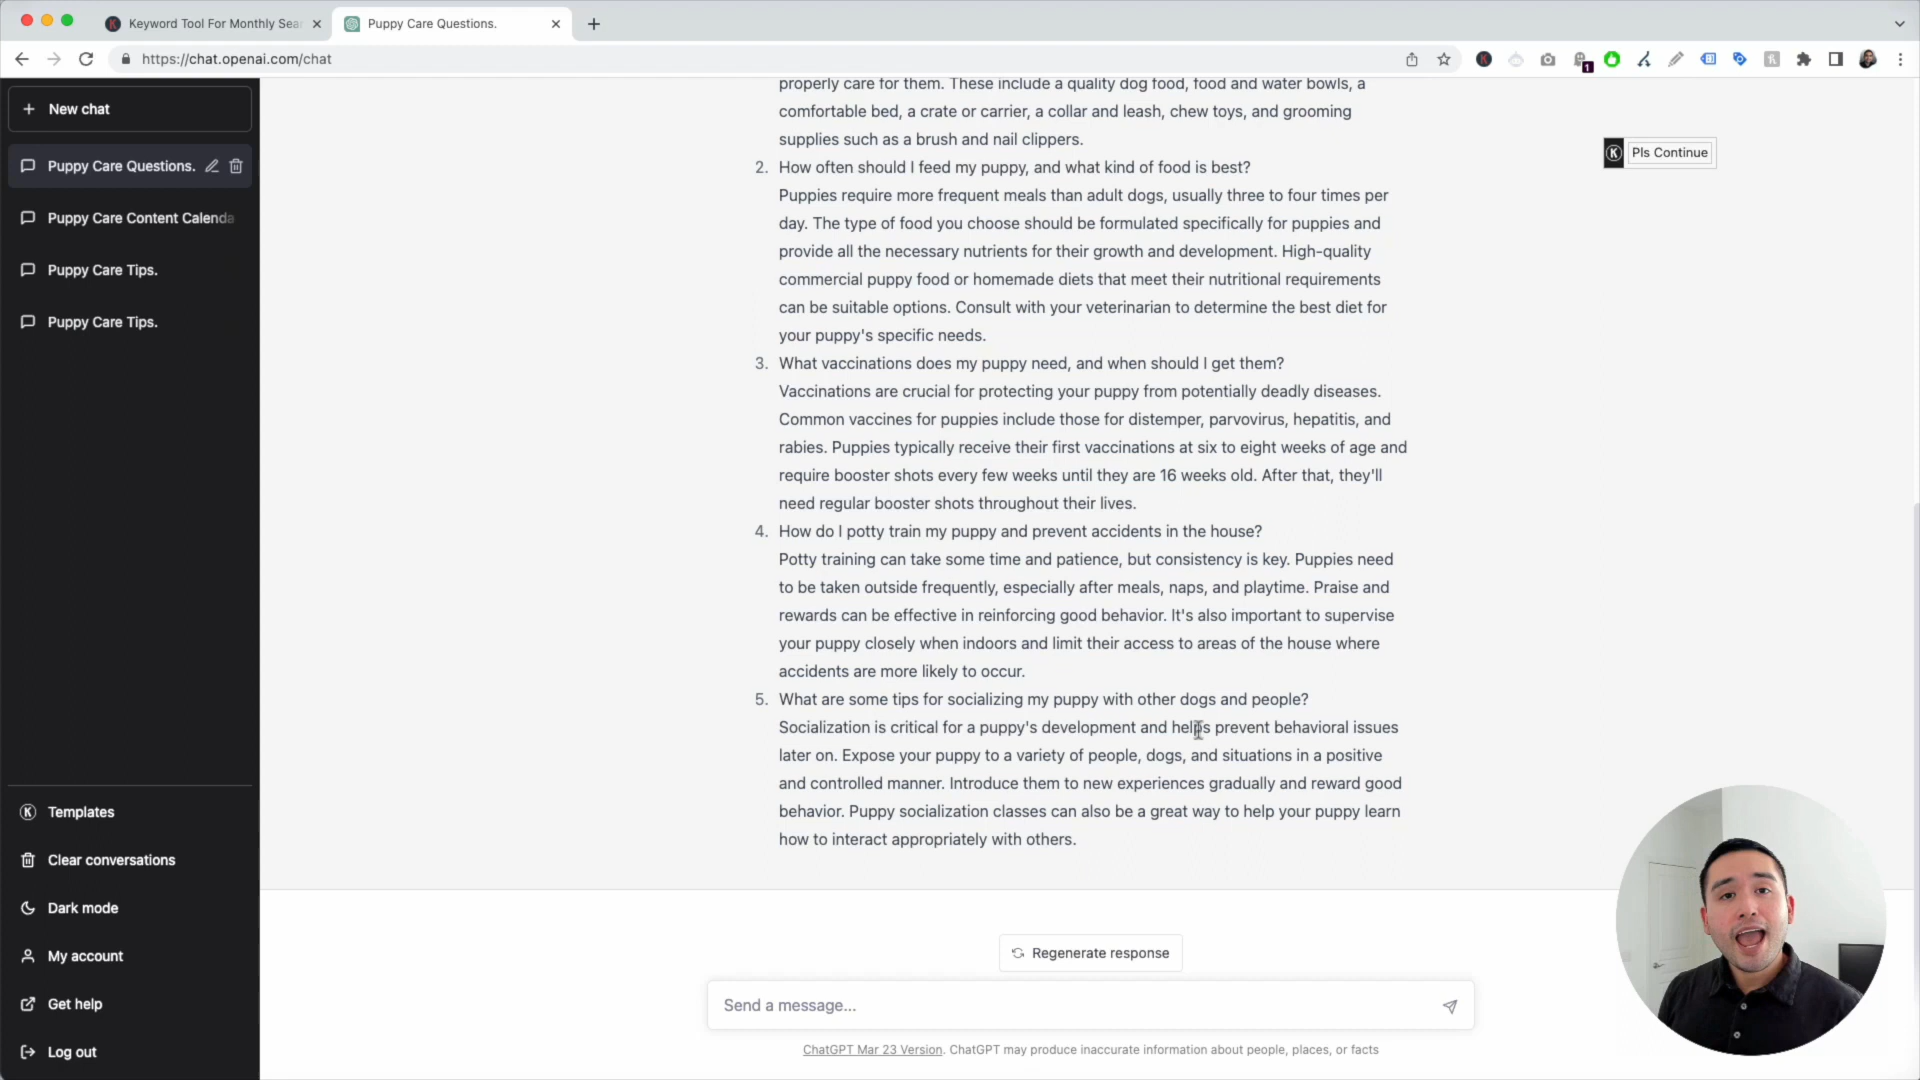 Keyword Tool For Monthly Sear
Puppy Care Questions.
https://chat.openai.com/chat
1
New chat
Puppy Care Questions.
Puppy Care Content Calenda
Puppy Care Tips.
Puppy Care Tips.
Templates
Clear conversations
Dark mode
My account
Get help
Log out
properly care for them. These include a quality dog food, food and water bowls, a
comfortable bed, a crate or carrier, a collar and leash, chew toys, and grooming
supplies such as a brush and nail clippers.
2. How often should I feed my puppy, and what kind of food is best?
Puppies require more frequent meals than adult dogs, usually three to four times per
day. The type of food you choose should be formulated specifically for puppies and
provide all the necessary nutrients for their growth and development. High-quality
commercial puppy food or homemade diets that meet their nutritional requirements
can be suitable options. Consult with your veterinarian to determine the best diet for
your puppy's specific needs.
3. What vaccinations does my puppy need, and when should I get them?
Vaccinations are crucial for protecting your puppy from potentially deadly diseases.
Common vaccines for puppies include those for distemper, parvovirus, hepatitis, and
rabies. Puppies typically receive their first vaccinations at six to eight weeks of age and
require booster shots every few weeks until they are 16 weeks old. After that, they'll
need regular booster shots throughout their lives.
4. How do I potty train my puppy and prevent accidents in the house?
Potty training can take some time and patience, but consistency is key. Puppies need
to be taken outside frequently, especially after meals, naps, and playtime. Praise and
rewards can be effective in reinforcing good behavior. It's also important to supervise
your puppy closely when indoors and limit their access to areas of the house where
accidents are more likely to occur.
5. What are some tips for socializing my puppy with other dogs and people?
Socialization is critical for a puppy's development and helps prevent behavioral issues
later on. Expose your puppy to a variety of people, dogs, and situations in a positive
and controlled manner. Introduce them to new experiences gradually and reward good
behavior. Puppy socialization classes can also be a great way to help your puppy learn
how to interact appropriately with others.
K Pls Continue
Regenerate response
Send a message...
ChatGPT Mar 23 Version. ChatGPT may produce inaccurate information about people, places, or facts